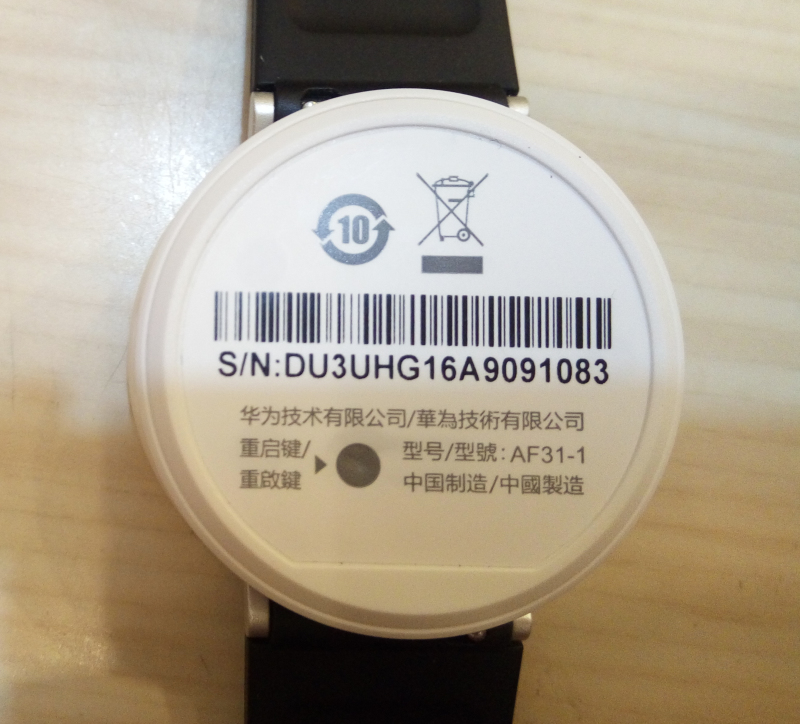 10
S/N:DU3UHG16A9091083
华为技术有限公司/華為技術有限公司
重启键/
重啟鍵
型号/型號: AF31-1
中国制造/中國製造